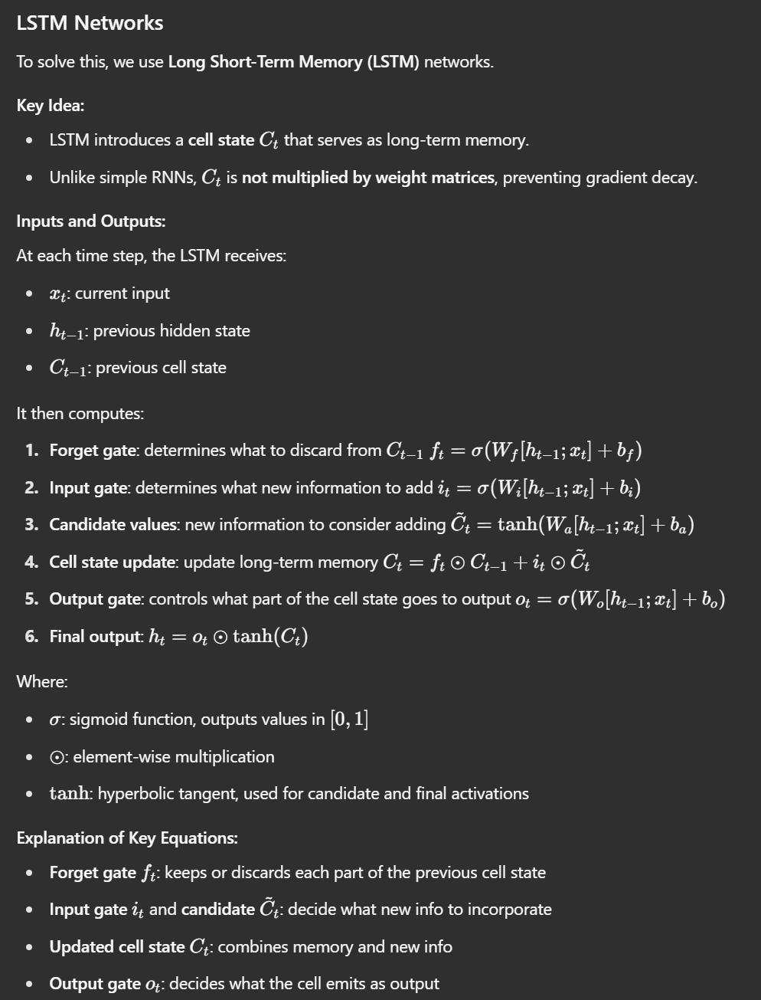 LSTM Networks
To solve this, we use Long Short-Term Memory (LSTM) networks.
Key Idea:
• LSTM introduces a cell state $C_t$ that serves as long-term memory.
• Unlike simple RNNs, $C_t$ is not multiplied by weight matrices, preventing gradient decay.
Inputs and Outputs:
At each time step, the LSTM receives:
• $x_t$: current input
• $h_{t-1}$: previous hidden state
• $C_{t-1}$: previous cell state
It then computes:
1. Forget gate: determines what to discard from $C_{t-1}$ $f_t = \sigma(W_f[h_{t-1}; x_t] + b_f)$
2. Input gate: determines what new information to add $i_t = \sigma(W_i[h_{t-1}; x_t] + b_i)$
3. Candidate values: new information to consider adding $\tilde{C}_t = \tanh(W_a[h_{t-1}; x_t] + b_a)$
4. Cell state update: update long-term memory $C_t = f_t \odot C_{t-1} + i_t \odot \tilde{C}_t$
5. Output gate: controls what part of the cell state goes to output $o_t = \sigma(W_o[h_{t-1}; x_t] + b_o)$
6. Final output: $h_t = o_t \odot \tanh(C_t)$
Where:
• $\sigma$: sigmoid function, outputs values in $[0, 1]$
• $\odot$: element-wise multiplication
• $\tanh$: hyperbolic tangent, used for candidate and final activations
Explanation of Key Equations:
• Forget gate $f_t$: keeps or discards each part of the previous cell state
• Input gate $i_t$ and candidate $\tilde{C}_t$: decide what new info to incorporate
• Updated cell state $C_t$: combines memory and new info
• Output gate $o_t$: decides what the cell emits as output